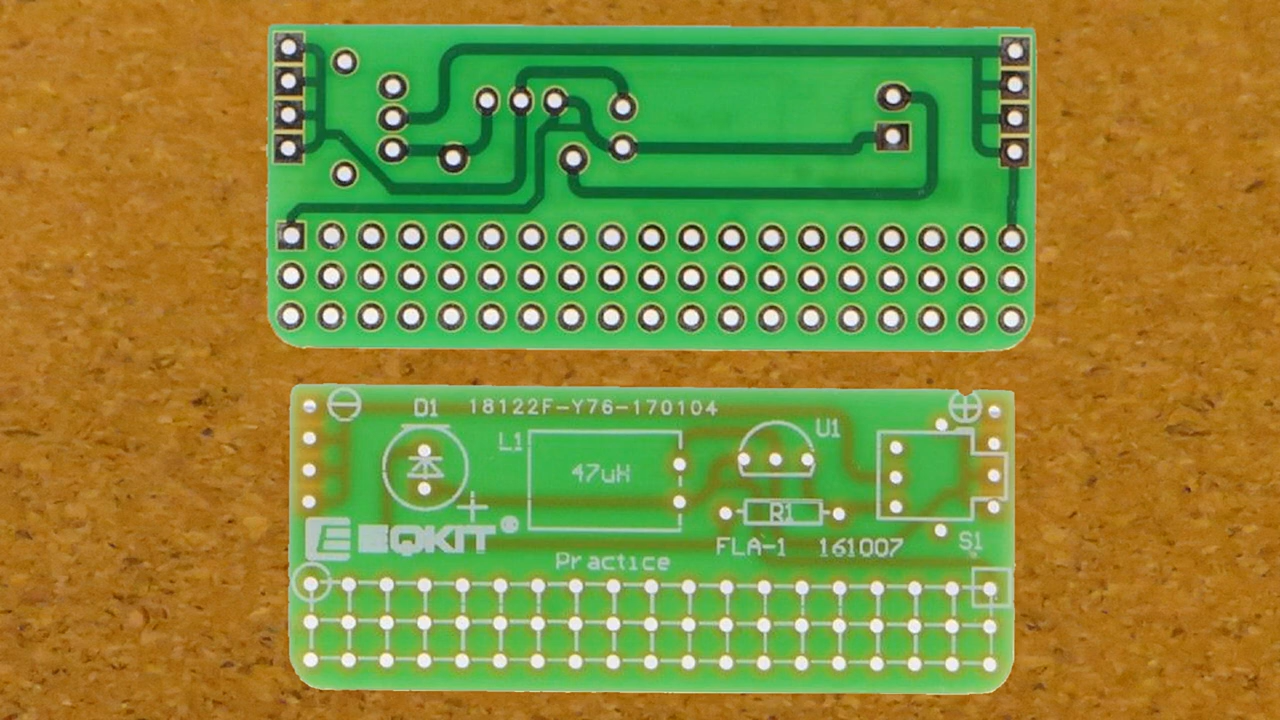 D1 18122F-Y76-170104
L1 U1
47uH
R1
EQKIT®
FLA-1 161007 S1
Practice